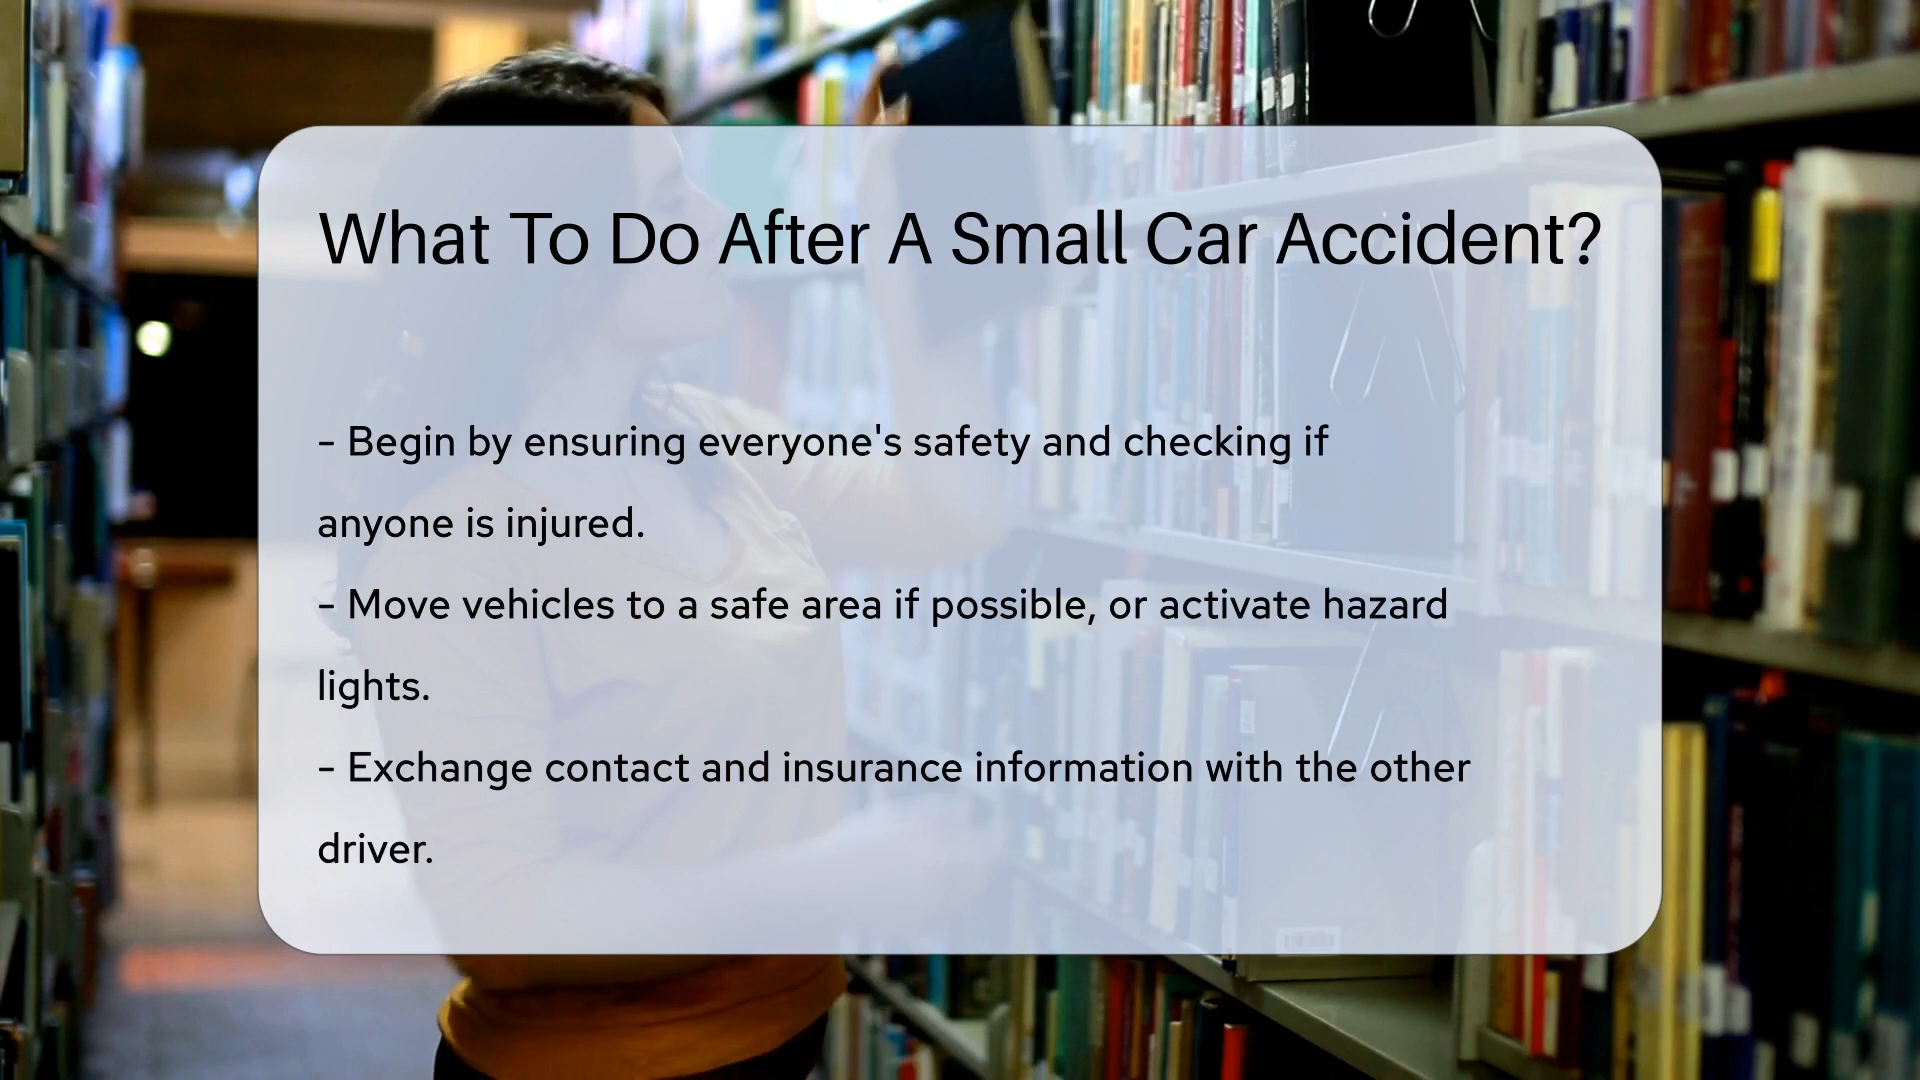 What To Do After A Small Car Accident?
- Begin by ensuring everyone's safety and checking if
anyone is injured.
- Move vehicles to a safe area if possible, or activate hazard
lights.
- Exchange contact and insurance information with the other
driver.